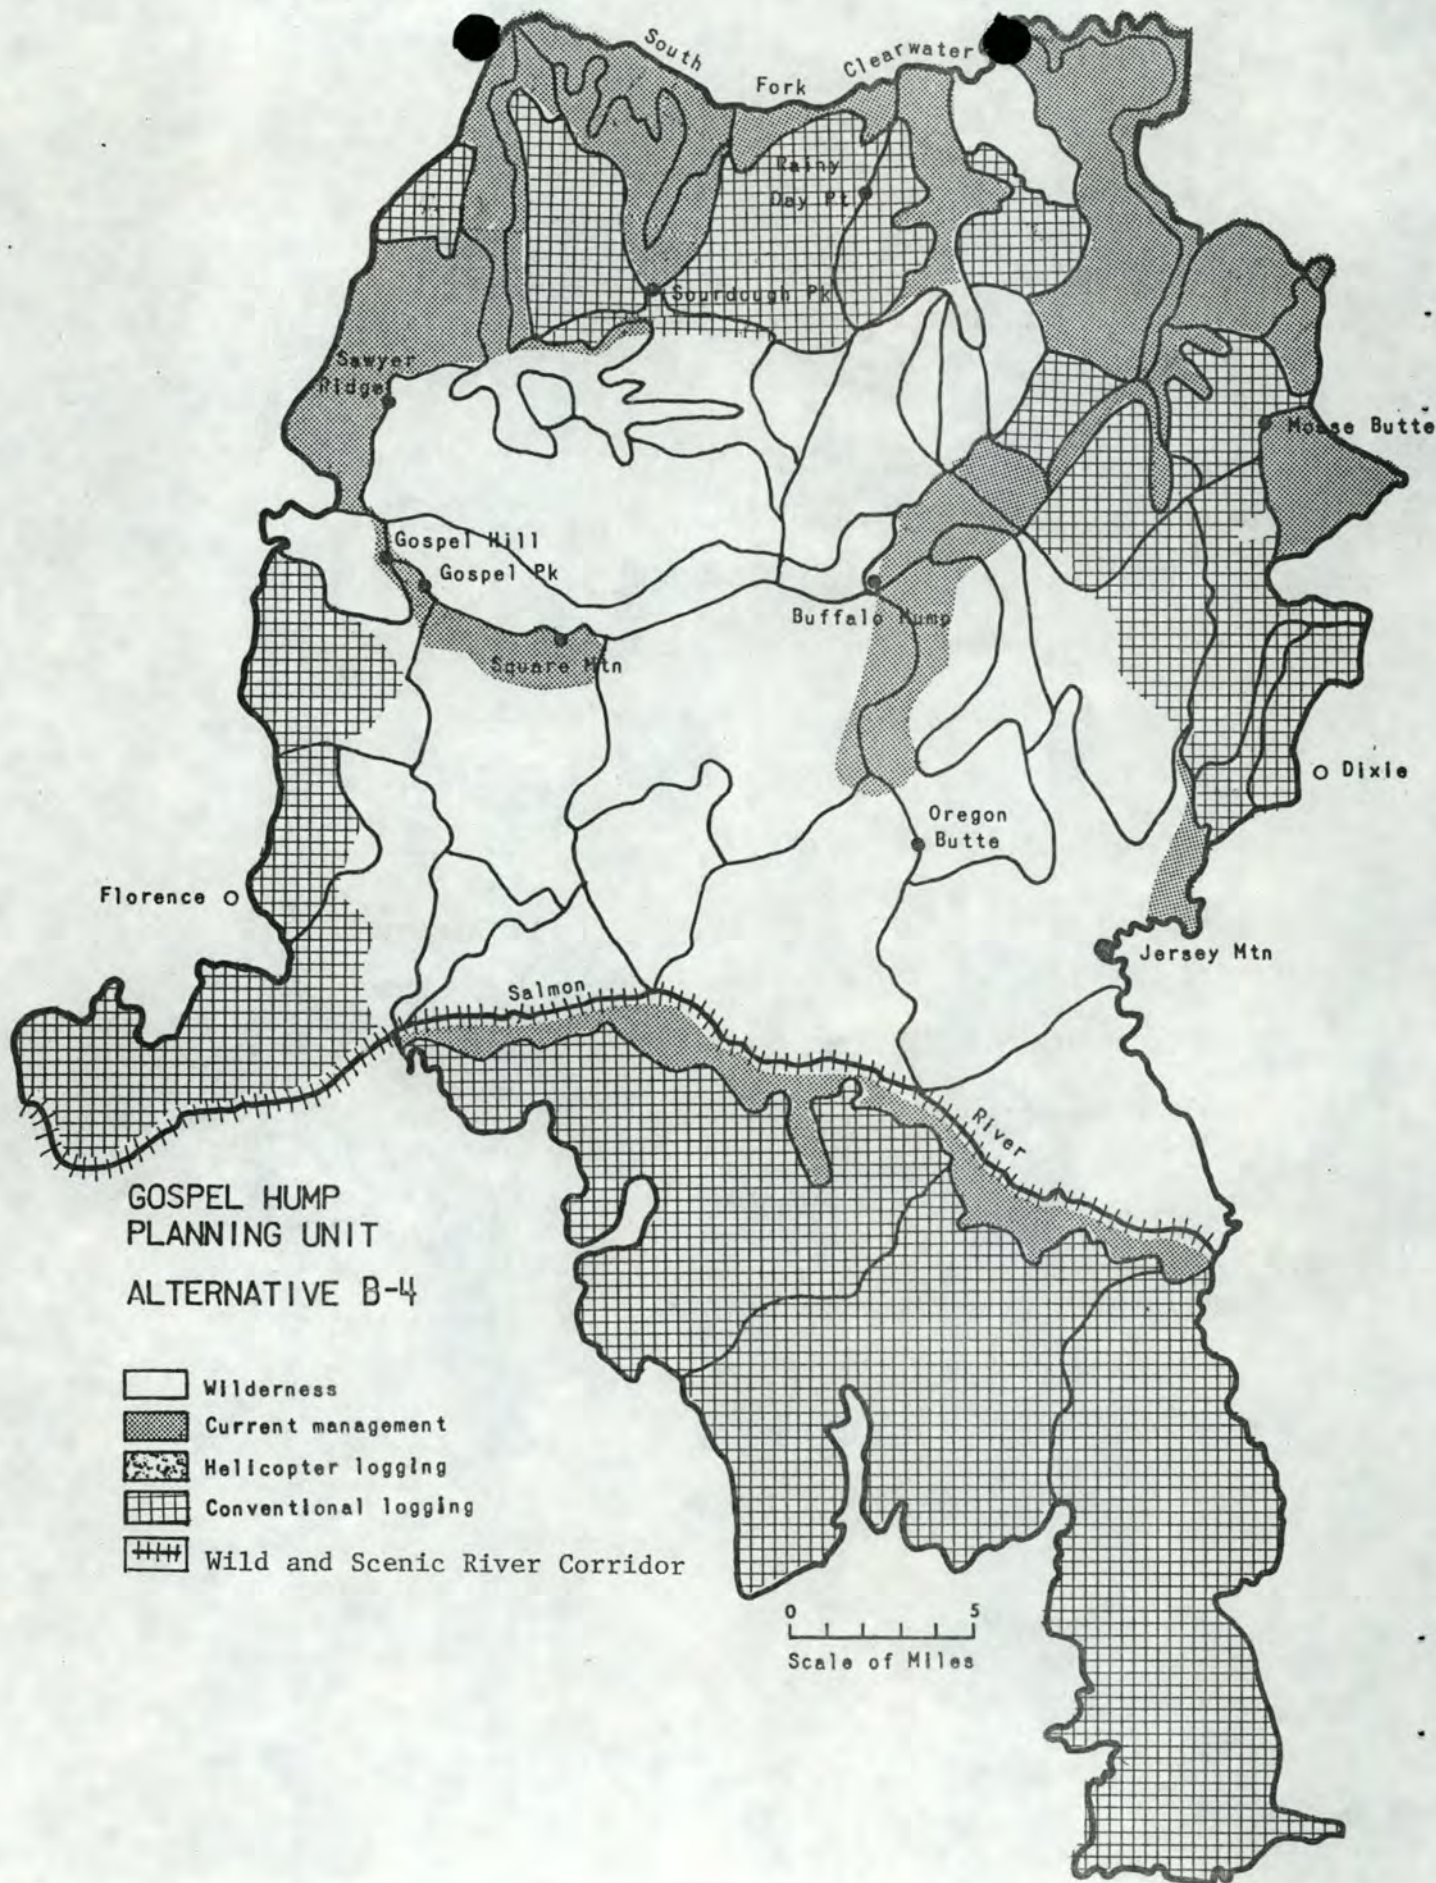 South
Fork
Clearwater
Rainy
Day Pt
Sourdough Pk
Sawyer
Ridge
Moose Butte
Gospel Hill
Gospel Pk
Buffalo Hump
Square Mtn
Dixie
Oregon
Butte
Florence
Jersey Mtn
Salmon
River
GOSPEL HUMP
PLANNING UNIT
ALTERNATIVE B-4
Wilderness
Current management
Helicopter logging
Conventional logging
Wild and Scenic River Corridor
0 5
Scale of Miles